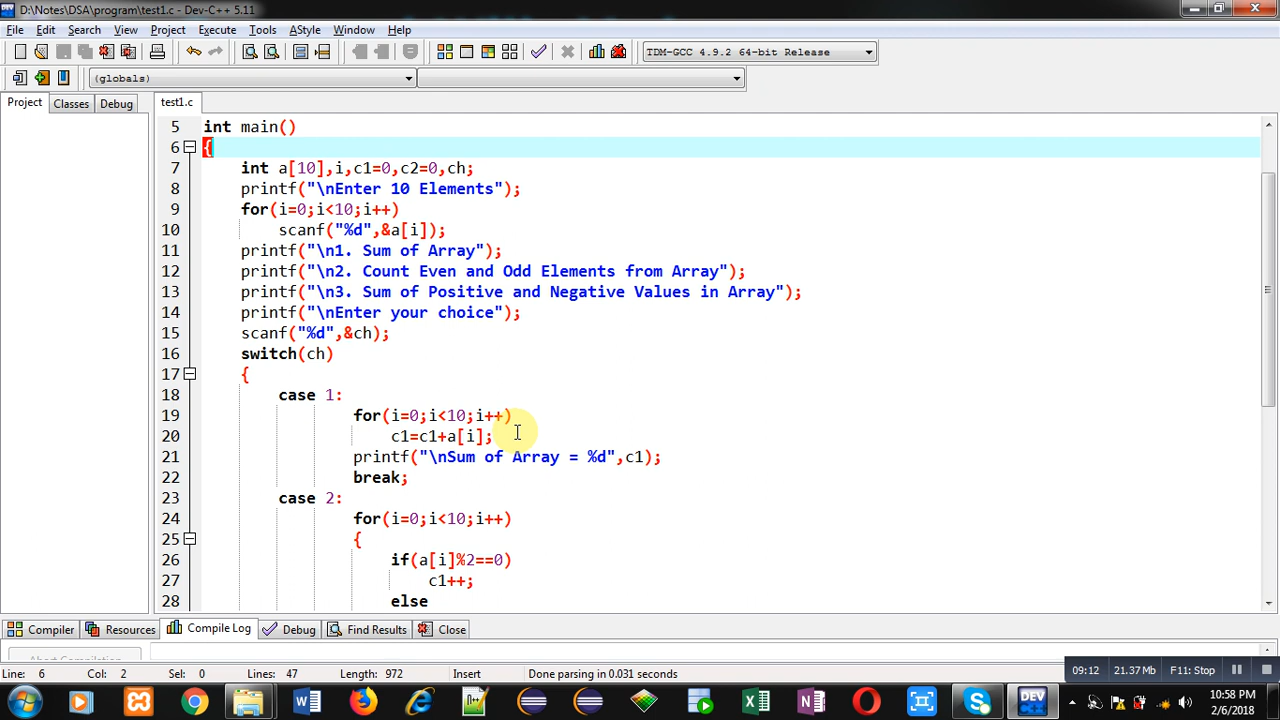 D:\Notes\DSA\program\test1.c - Dev-C++ 5.11
File Edit Search View Project Execute Tools AStyle Window Help
TDM-GCC 4.9.2 64-bit Release
(globals)
Project Classes Debug test1.c
5 int main()
6 {
7 int a[10],i,c1=0,c2=0,ch;
8 printf("\nEnter 10 Elements");
9 for(i=0;i<10;i++)
10 scanf("%d",&a[i]);
11 printf("\n1. Sum of Array");
12 printf("\n2. Count Even and Odd Elements from Array");
13 printf("\n3. Sum of Positive and Negative Values in Array");
14 printf("\nEnter your choice");
15 scanf("%d",&ch);
16 switch(ch)
17 {
18 case 1:
19 for(i=0;i<10;i++)
20 c1=c1+a[i];
21 printf("\nSum of Array = %d",c1);
22 break;
23 case 2:
24 for(i=0;i<10;i++)
25 {
26 if(a[i]%2==0)
27 c1++;
28 else
Compiler Resources Compile Log Debug Find Results Close
Abort Compilation
Line: 6 Col: 2 Sel: 0 Lines: 47 Length: 972 Insert Done parsing in 0.031 seconds
09:12 21.37 Mb F11: Stop
DEV
10:58 PM
2/6/2018